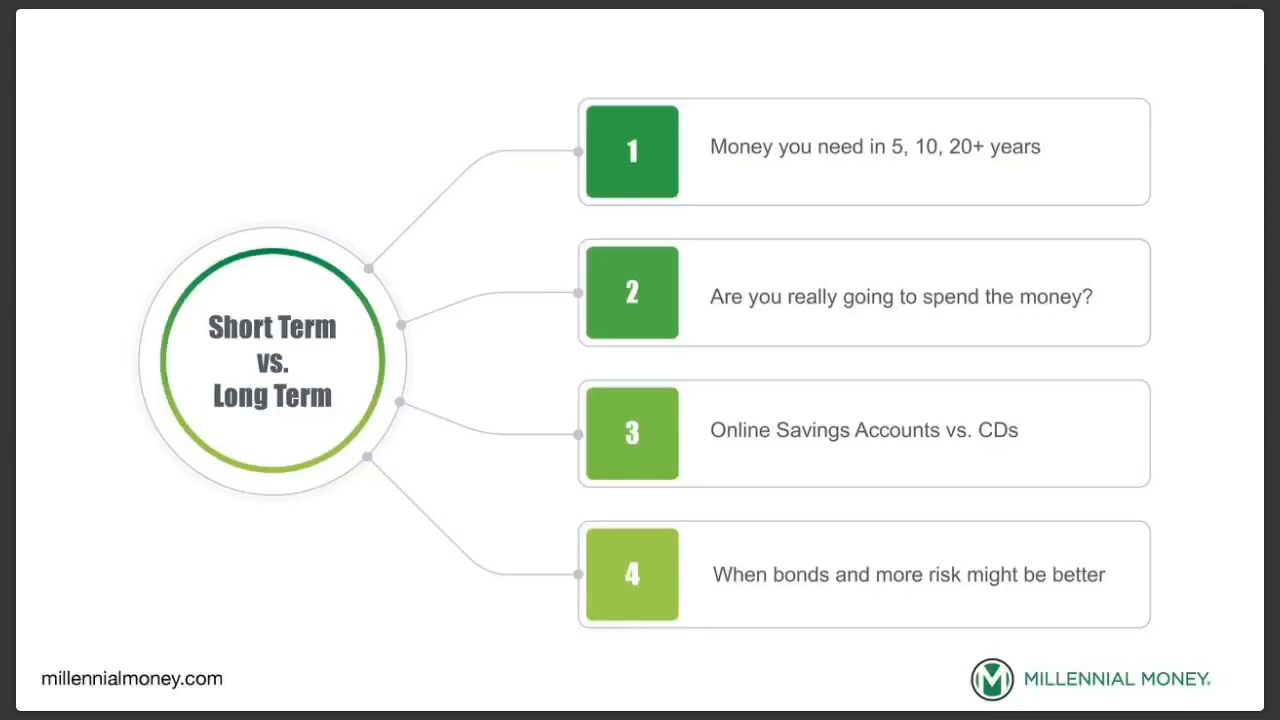 Short Term
vs.
Long Term
1
Money you need in 5, 10, 20+ years
2
Are you really going to spend the money?
3
Online Savings Accounts vs. CDs
4
When bonds and more risk might be better
millennialmoney.com
MILLENNIAL MONEY®